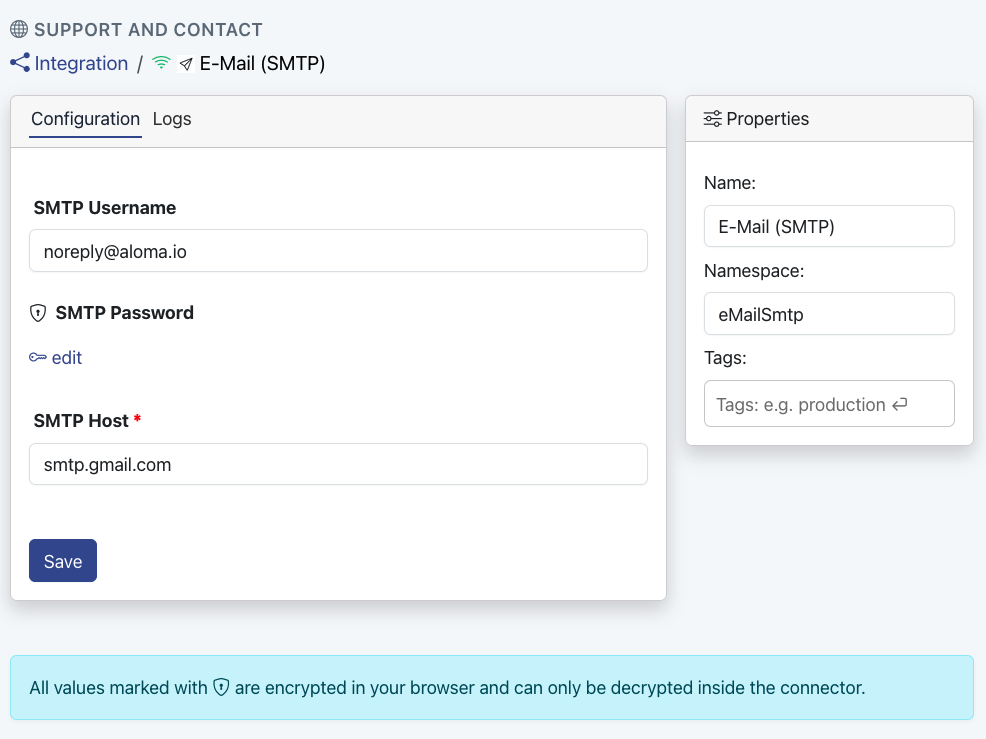 SUPPORT AND CONTACT
Integration / E-Mail (SMTP)
Configuration Logs
SMTP Username
noreply@aloma.io
SMTP Password
edit
SMTP Host *
smtp.gmail.com
Save
Properties
Name:
E-Mail (SMTP)
Namespace:
eMailSmtp
Tags:
Tags: e.g. production ↵
All values marked with are encrypted in your browser and can only be decrypted inside the connector.